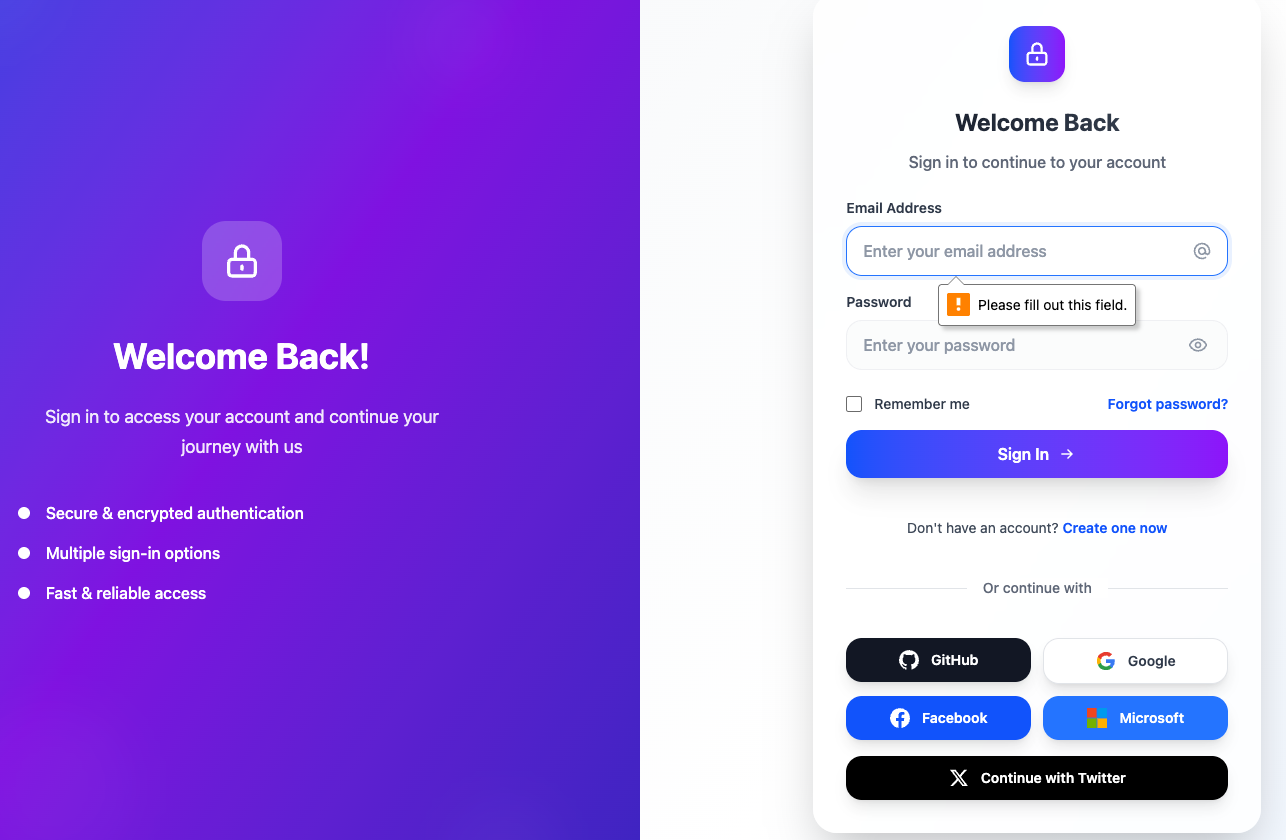 Welcome Back!
Sign in to access your account and continue your
journey with us
Secure & encrypted authentication
Multiple sign-in options
Fast & reliable access
Welcome Back
Sign in to continue to your account
Email Address
Enter your email address
Please fill out this field.
Password
Enter your password
Remember me
Forgot password?
Sign In →
Don't have an account? Create one now
Or continue with
GitHub
Google
Facebook
Microsoft
Continue with Twitter